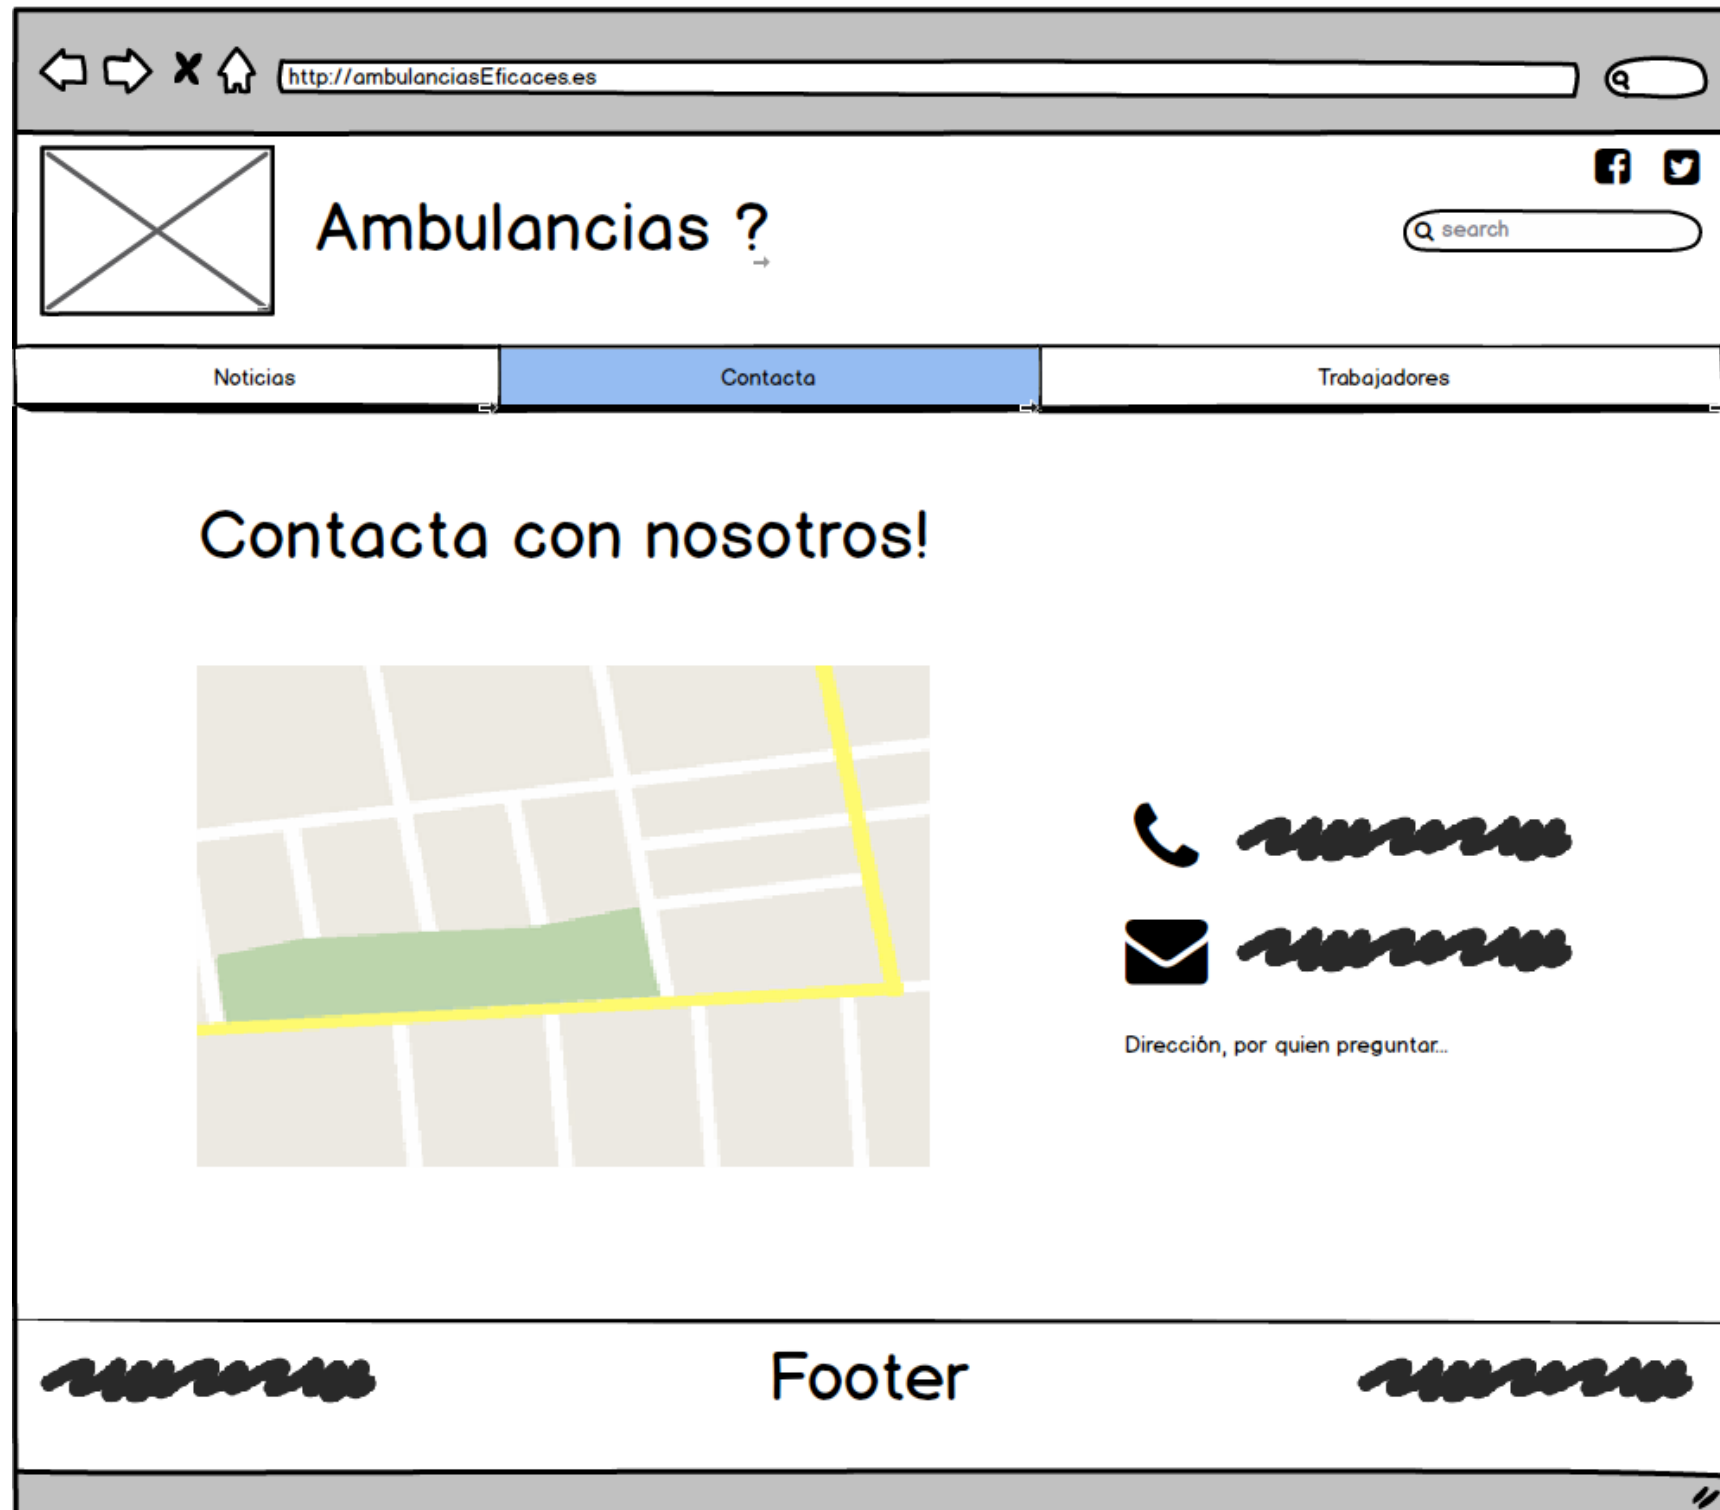 http://ambulanciasEficaces.es
Ambulancias ?
search
Noticias
Contacta
Trabajadores
Contacta con nosotros!
Dirección, por quien preguntar...
Footer